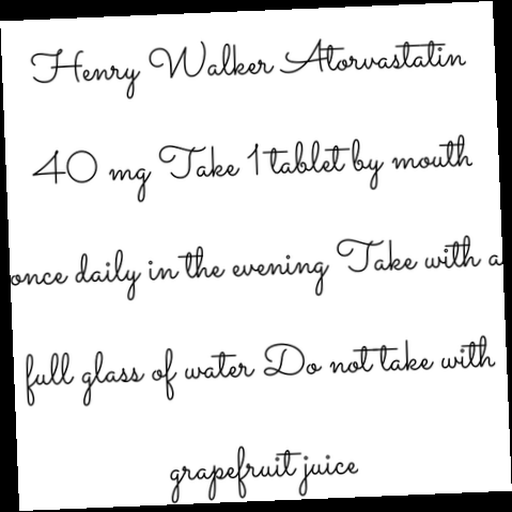 Henry Walker Atorvastatin
40 mg Take 1 tablet by mouth
once daily in the evening Take with a
full glass of water Do not take with
grapefruit juice